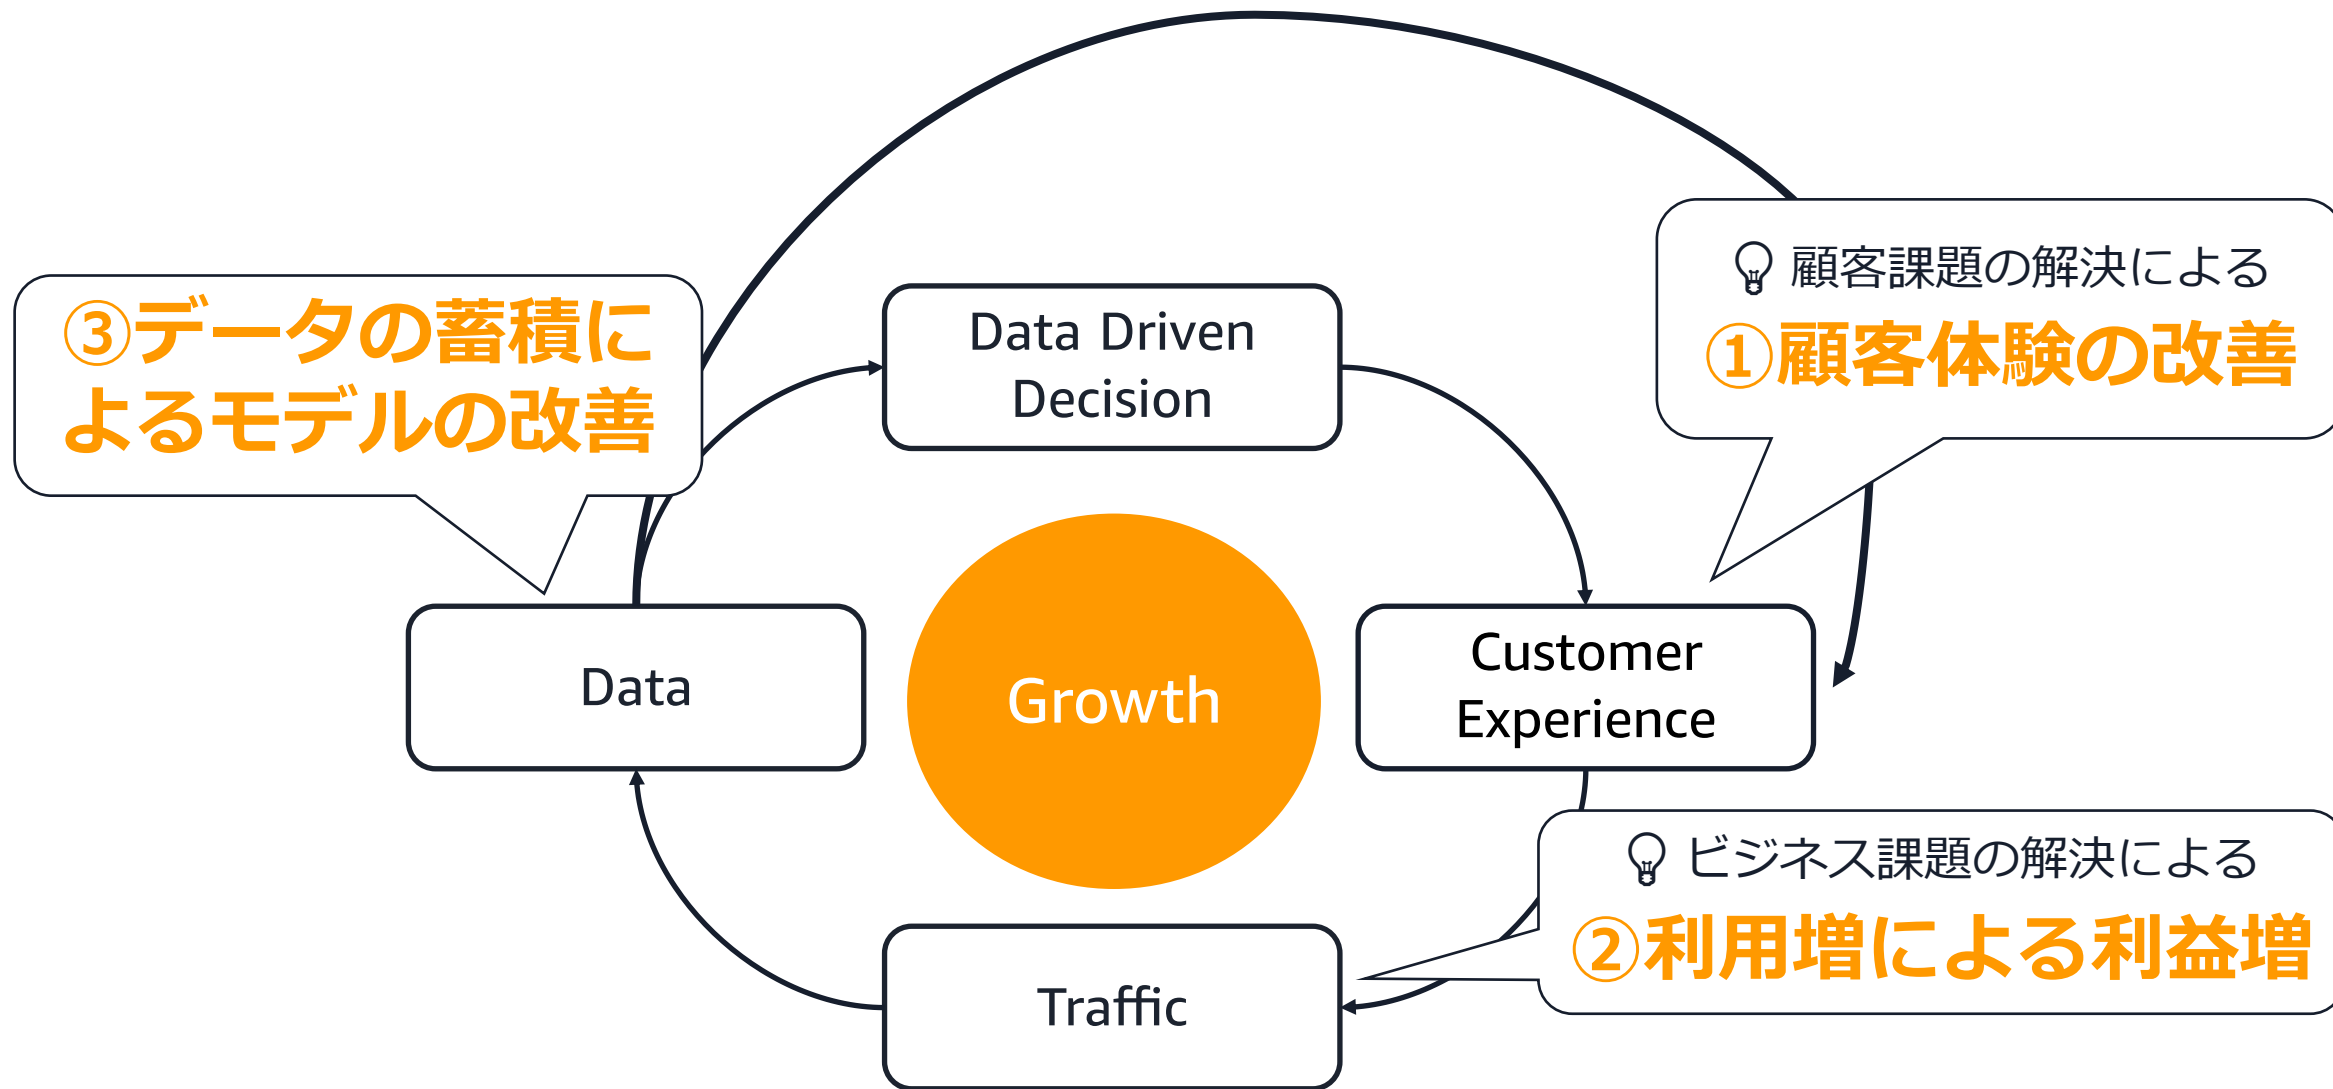 顧客課題の解決による
①顧客体験の改善
③データの蓄積に
よるモデルの改善
Data Driven
Decision
Customer
Experience
Data
Growth
ビジネス課題の解決による
②利用増による利益増
Traffic